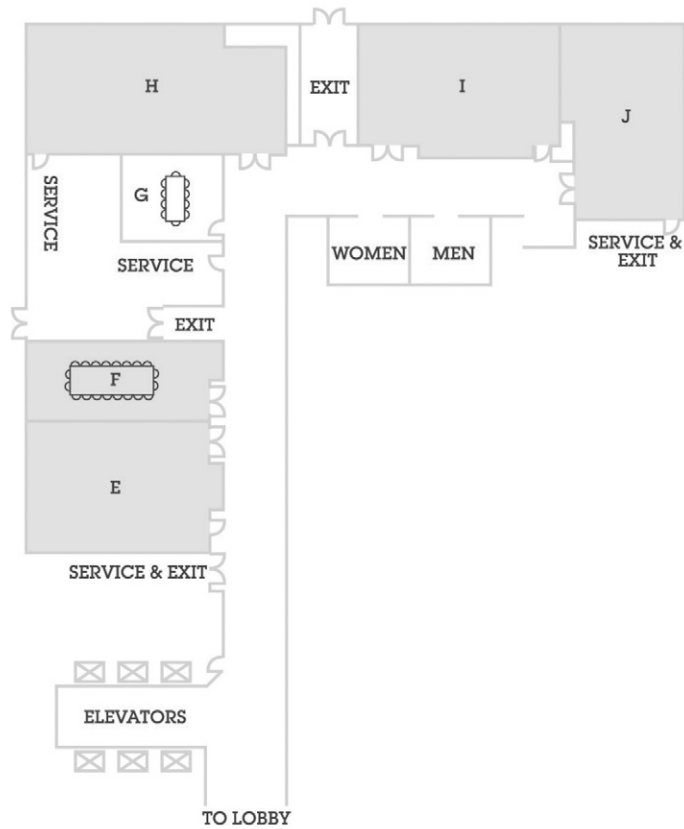 H
EXIT
I
J
G
SERVICE
SERVICE
WOMEN
MEN
SERVICE &
EXIT
EXIT
F
E
SERVICE & EXIT
ELEVATORS
TO LOBBY